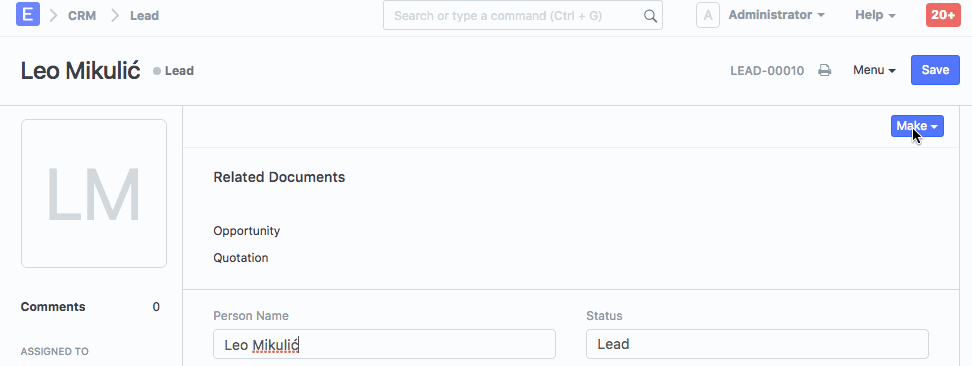 E CRM Lead Search or type a command (Ctrl + G) A Administrator Help 20+
Leo Mikulić Lead LEAD-00010 Menu Save
Make
LM
Related Documents
Opportunity
Quotation
Comments 0
Person Name Status
ASSIGNED TO
Leo Mikulić Lead